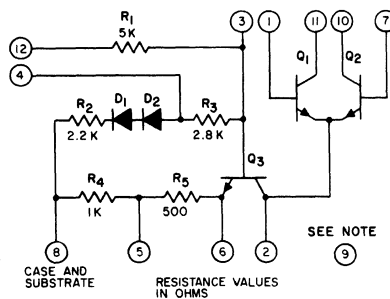 R1
5K
3
1
11
10
7
12
4
Q1
Q2
R2
D1
D2
R3
2.2 K
2.8 K
Q3
R4
R5
1K
500
SEE NOTE
8
5
6
2
9
CASE AND
SUBSTRATE
RESISTANCE VALUES
IN OHMS